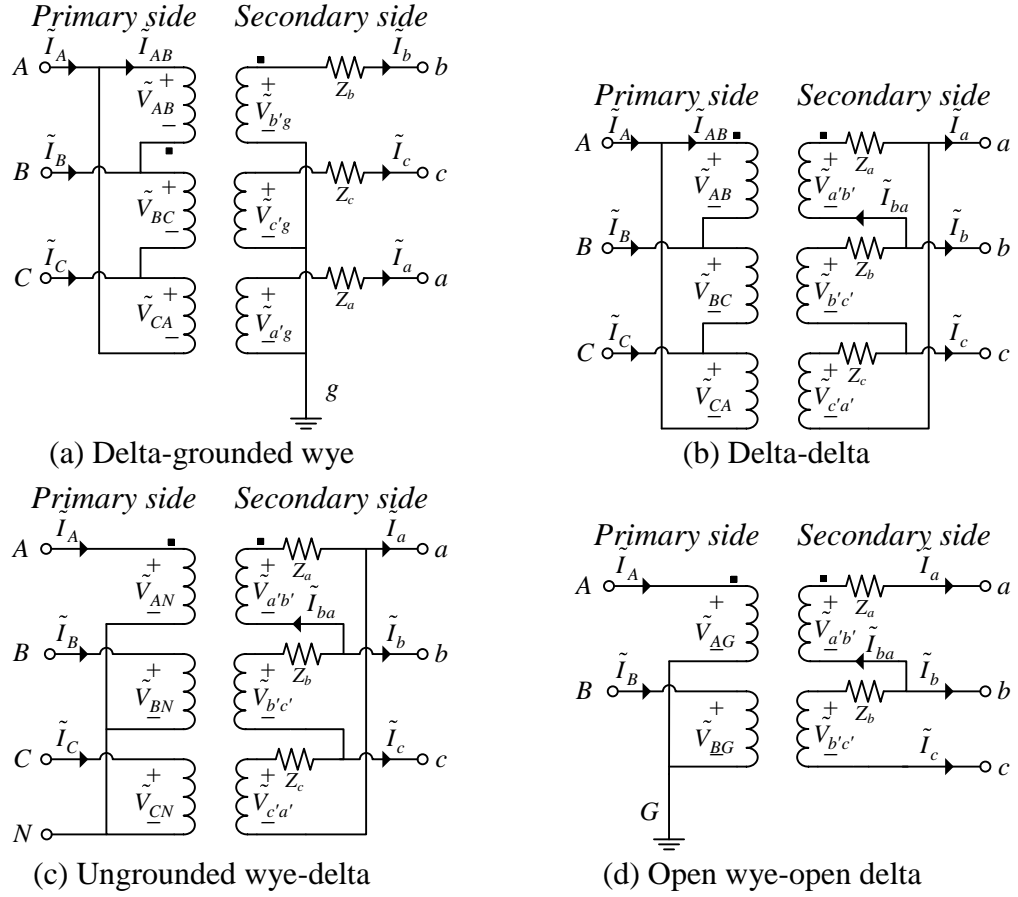 Primary side Secondary side
Ĩ_A Ĩ_AB Ĩ_b
A + + b
Ṽ_AB − Ṽ_b'g − Z_b
Ĩ_B Ĩ_c
B + + c
Ṽ_BC − Ṽ_c'g − Z_c
Ĩ_C Ĩ_a
C + + a
Ṽ_CA − Ṽ_a'g − Z_a
g
(a) Delta-grounded wye
Primary side Secondary side
Ĩ_A Ĩ_AB Ĩ_a
A + + Z_a a
Ṽ_AB − Ṽ_a'b' − Ĩ_ba
Ĩ_B Ĩ_b
B + + Z_b b
Ṽ_BC − Ṽ_b'c' −
Ĩ_C Ĩ_c
C + + Z_c c
Ṽ_CA − Ṽ_c'a' −
(b) Delta-delta
Primary side Secondary side
Ĩ_A Ĩ_a
A + + Z_a a
Ṽ_AN − Ṽ_a'b' − Ĩ_ba
Ĩ_B Ĩ_b
B + + Z_b b
Ṽ_BN − Ṽ_b'c' −
Ĩ_C Ĩ_c
C + + Z_c c
Ṽ_CN − Ṽ_c'a' −
N
(c) Ungrounded wye-delta
Primary side Secondary side
Ĩ_A Ĩ_a
A + + Z_a a
Ṽ_AG − Ṽ_a'b' − Ĩ_ba
Ĩ_B Ĩ_b
B + + Z_b b
Ṽ_BG − Ṽ_b'c' − Ĩ_c
c
G
(d) Open wye-open delta